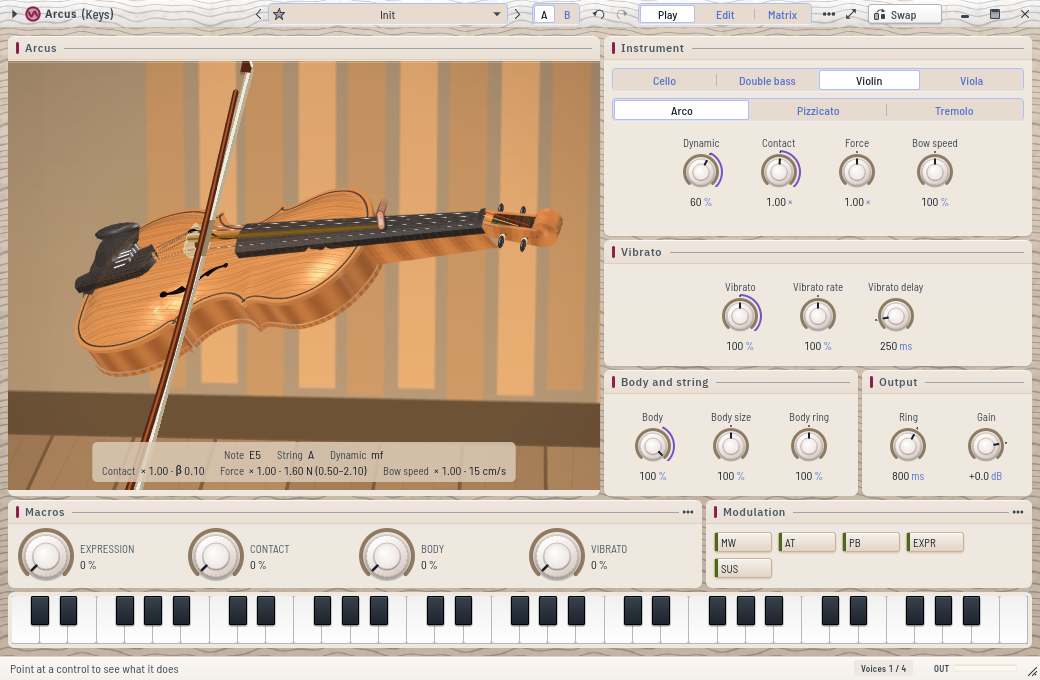 Arcus (Keys)
Init
A B
Play Edit Matrix
Swap
Arcus
Note E5 String A Dynamic mf
Contact × 1.00 · β 0.10 Force × 1.00 · 1.60 N (0.50–2.10) Bow speed × 1.00 · 15 cm/s
Instrument
Cello Double bass Violin Viola
Arco Pizzicato Tremolo
Dynamic Contact Force Bow speed
60 % 1.00 × 1.00 × 100 %
Vibrato
Vibrato Vibrato rate Vibrato delay
100 % 100 % 250 ms
Body and string
Body Body size Body ring
100 % 100 % 100 %
Output
Ring Gain
800 ms +0.0 dB
Macros
EXPRESSION
0 %
CONTACT
0 %
BODY
0 %
VIBRATO
0 %
Modulation
MW AT PB EXPR
SUS
Point at a control to see what it does
Voices 1 / 4
OUT